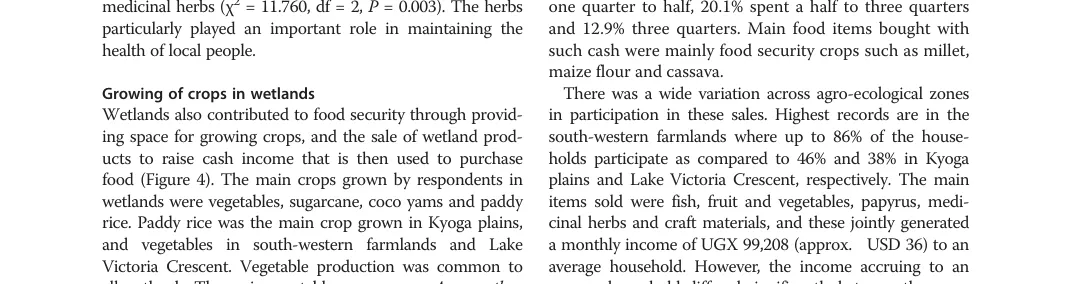 medicinal herbs (χ² = 11.760, df = 2, P = 0.003). The herbs
particularly played an important role in maintaining the
health of local people.
Growing of crops in wetlands
Wetlands also contributed to food security through provid-
ing space for growing crops, and the sale of wetland prod-
ucts to raise cash income that is then used to purchase
food (Figure 4). The main crops grown by respondents in
wetlands were vegetables, sugarcane, coco yams and paddy
rice. Paddy rice was the main crop grown in Kyoga plains,
and vegetables in south-western farmlands and Lake
Victoria Crescent. Vegetable production was common to
one quarter to half, 20.1% spent a half to three quarters
and 12.9% three quarters. Main food items bought with
such cash were mainly food security crops such as millet,
maize flour and cassava.
There was a wide variation across agro-ecological zones
in participation in these sales. Highest records are in the
south-western farmlands where up to 86% of the house-
holds participate as compared to 46% and 38% in Kyoga
plains and Lake Victoria Crescent, respectively. The main
items sold were fish, fruit and vegetables, papyrus, medi-
cinal herbs and craft materials, and these jointly generated
a monthly income of UGX 99,208 (approx. USD 36) to an
average household. However, the income accruing to an